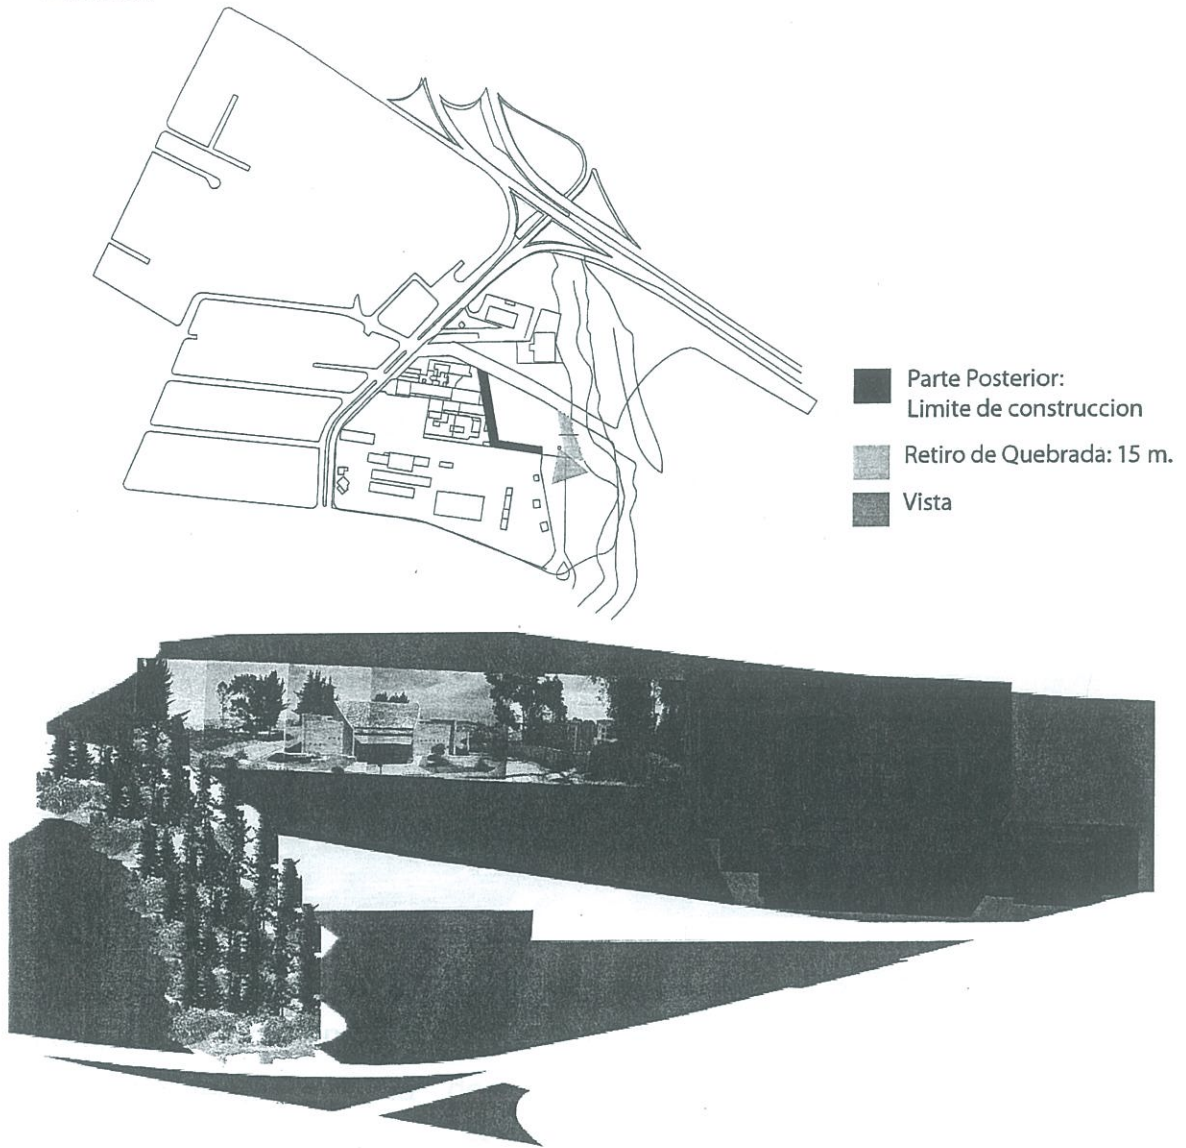 Parte Posterior:
Limite de construccion
Retiro de Quebrada: 15 m.
Vista